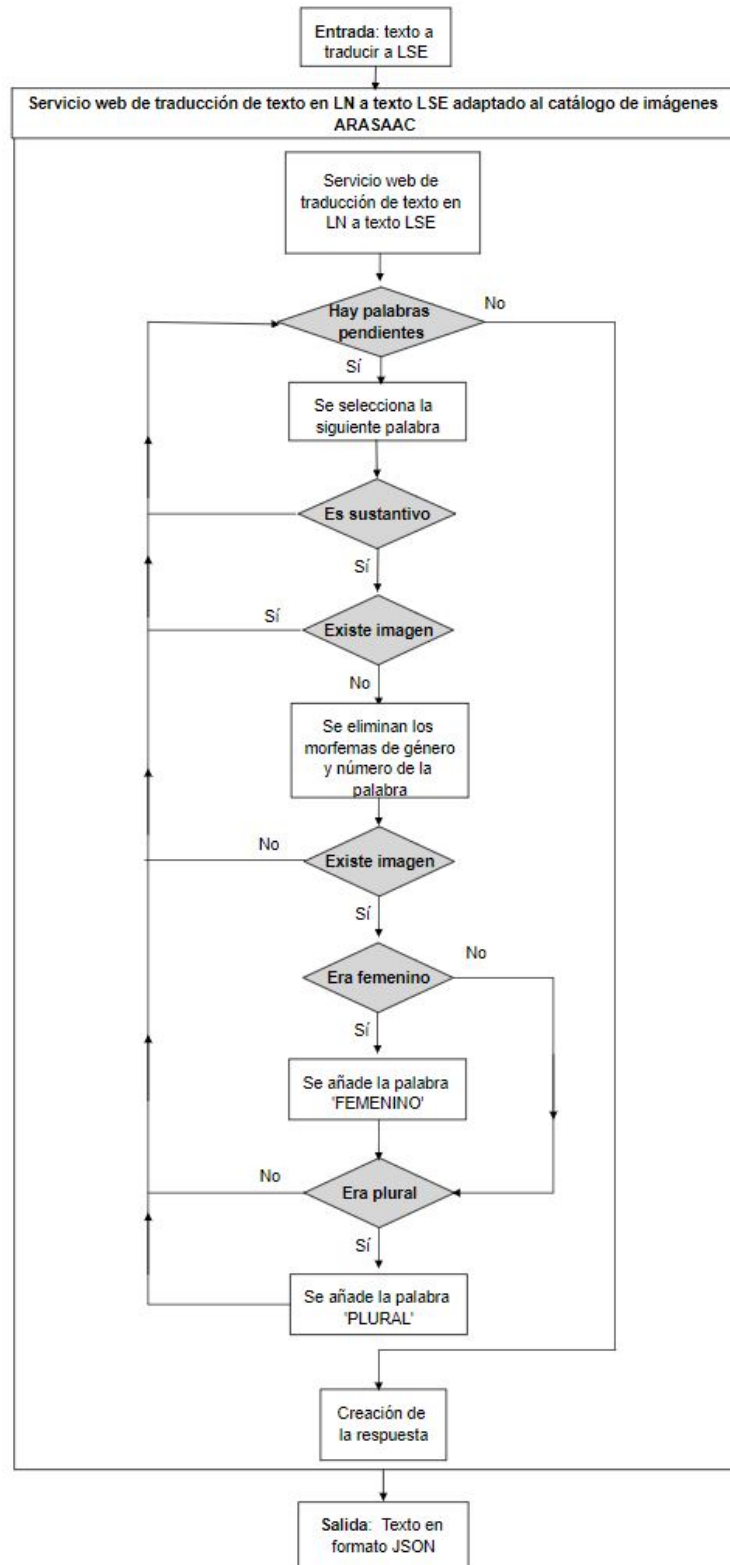 Entrada: texto a
traducir a LSE
Servicio web de traducción de texto en LN a texto LSE adaptado al catálogo de imágenes
ARASAAC
Servicio web de
traducción de texto en
LN a texto LSE
Hay palabras
pendientes
No
Sí
Se selecciona la
siguiente palabra
Es sustantivo
Sí
Existe imagen
Sí
No
Se eliminan los
morfemas de género
y número de la
palabra
Existe imagen
No
Sí
Era femenino
No
Sí
Se añade la palabra
'FEMENINO'
Era plural
No
Sí
Se añade la palabra
'PLURAL'
Creación de
la respuesta
Salida: Texto en
formato JSON